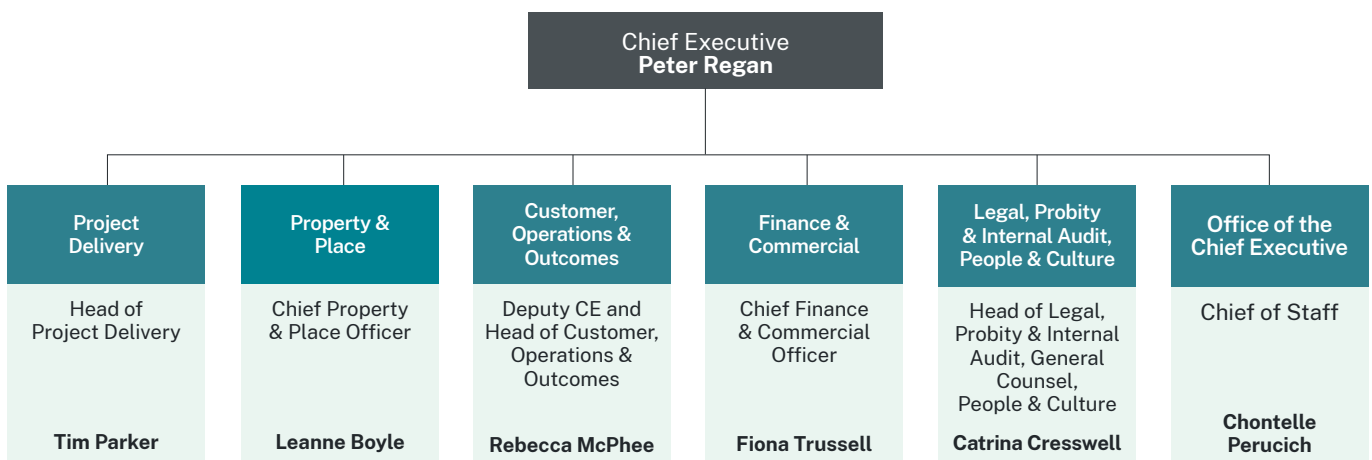 Chief Executive
Peter Regan
Project
Delivery
Head of
Project Delivery
Tim Parker
Property &
Place
Chief Property
& Place Officer
Leanne Boyle
Customer,
Operations &
Outcomes
Deputy CE and
Head of Customer,
Operations &
Outcomes
Rebecca McPhee
Finance &
Commercial
Chief Finance
& Commercial
Officer
Fiona Trussell
Legal, Probity
& Internal Audit,
People & Culture
Head of Legal,
Probity & Internal
Audit, General
Counsel,
People & Culture
Catrina Cresswell
Office of the
Chief Executive
Chief of Staff
Chontelle
Perucich